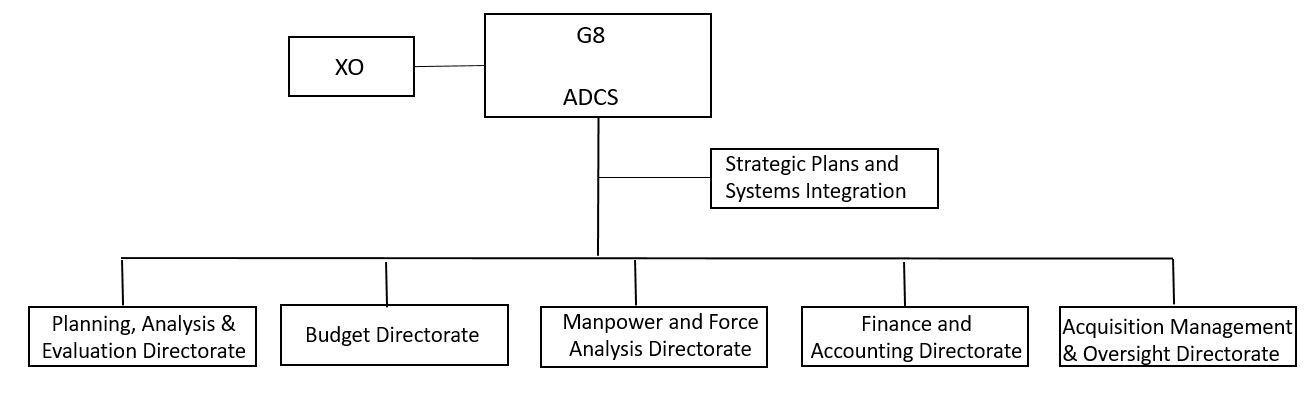 G8
XO
ADCS
Strategic Plans and
Systems Integration
Planning, Analysis &
Evaluation Directorate
Budget Directorate
Manpower and Force
Analysis Directorate
Finance and
Accounting Directorate
Acquisition Management
& Oversight Directorate